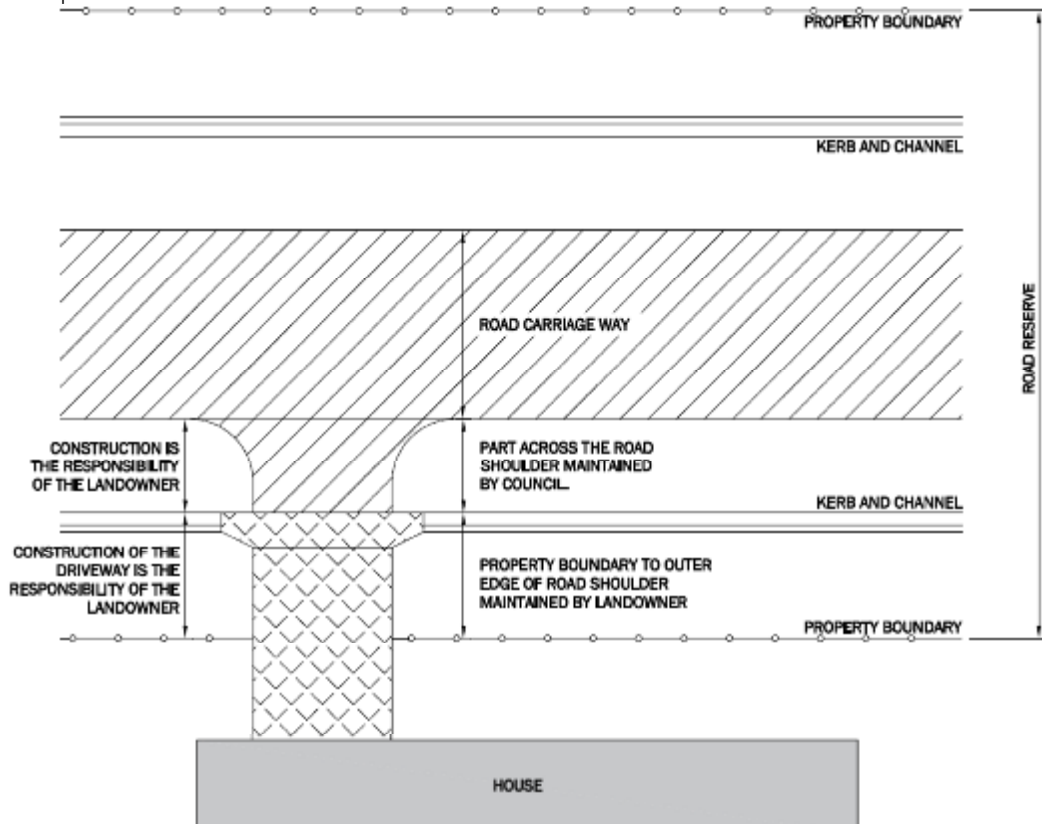 PROPERTY BOUNDARY
KERB AND CHANNEL
ROAD RESERVE
ROAD CARRIAGE WAY
CONSTRUCTION IS
THE RESPONSIBILITY
OF THE LANDOWNER
PART ACROSS THE ROAD
SHOULDER MAINTAINED
BY COUNCIL.
KERB AND CHANNEL
CONSTRUCTION OF THE
DRIVEWAY IS THE
RESPONSIBILITY OF THE
LANDOWNER
PROPERTY BOUNDARY TO OUTER
EDGE OF ROAD SHOULDER
MAINTAINED BY LANDOWNER
PROPERTY BOUNDARY
HOUSE